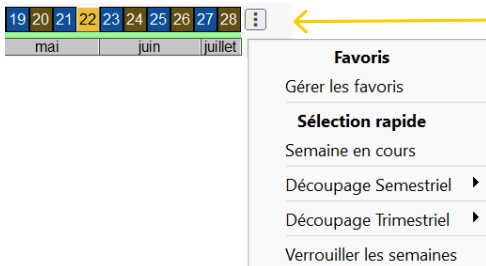 19 20 21 22 23 24 25 26 27 28
mai juin juillet
Favoris
Gérer les favoris
Sélection rapide
Semaine en cours
Découpage Semestriel
Découpage Trimestriel
Verrouiller les semaines